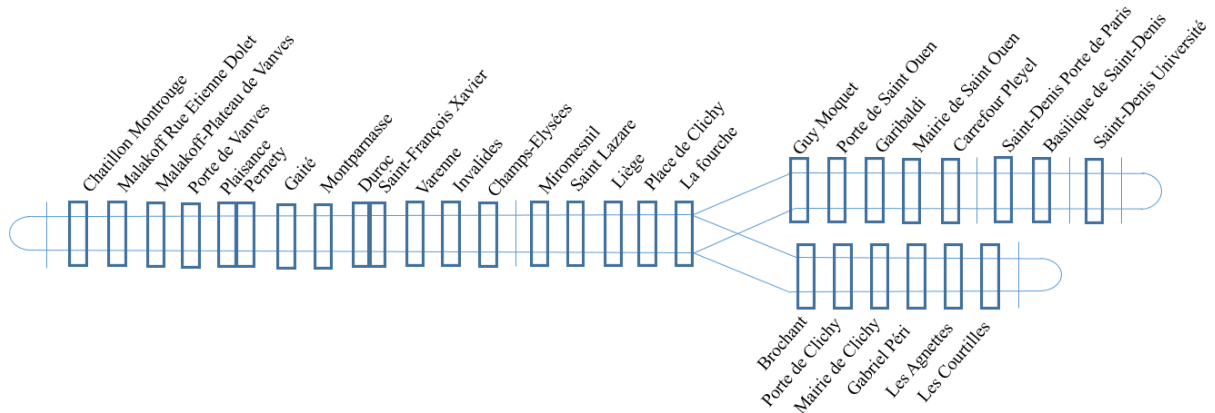 Chatillon Montrouge
Malakoff Rue Etienne Dolet
Malakoff-Plateau de Vanves
Porte de Vanves
Plaisance
Pernety
Gaité
Montparnasse
Duroc
Saint-François Xavier
Varenne
Invalides
Champs-Elysées
Miromesnil
Saint Lazare
Liège
Place de Clichy
La fourche
Guy Moquet
Porte de Saint Ouen
Garibaldi
Mairie de Saint Ouen
Carrefour Pleyel
Saint-Denis Porte de Paris
Basilique de Saint-Denis
Saint-Denis Université
Brochant
Porte de Clichy
Mairie de Clichy
Gabriel Péri
Les Agnettes
Les Courtilles